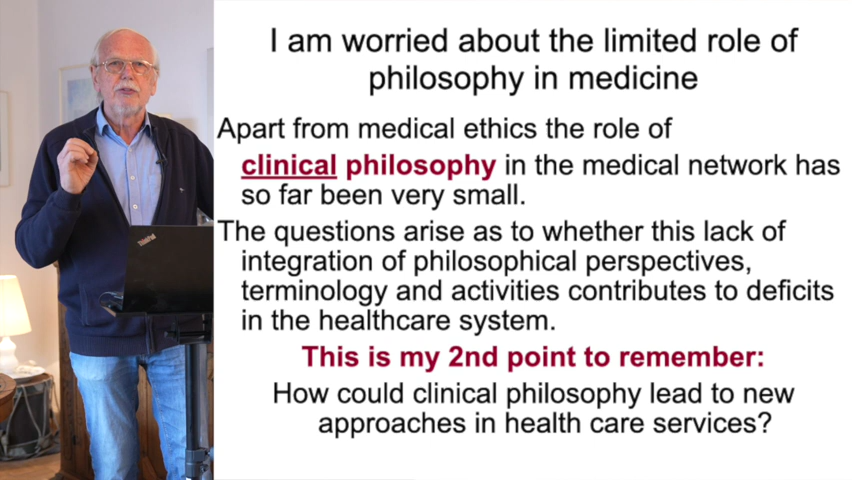 I am worried about the limited role of
philosophy in medicine
Apart from medical ethics the role of
clinical philosophy in the medical network has
so far been very small.
The questions arise as to whether this lack of
integration of philosophical perspectives,
terminology and activities contributes to deficits
in the healthcare system.
This is my 2nd point to remember:
How could clinical philosophy lead to new
approaches in health care services?
ThinkPad